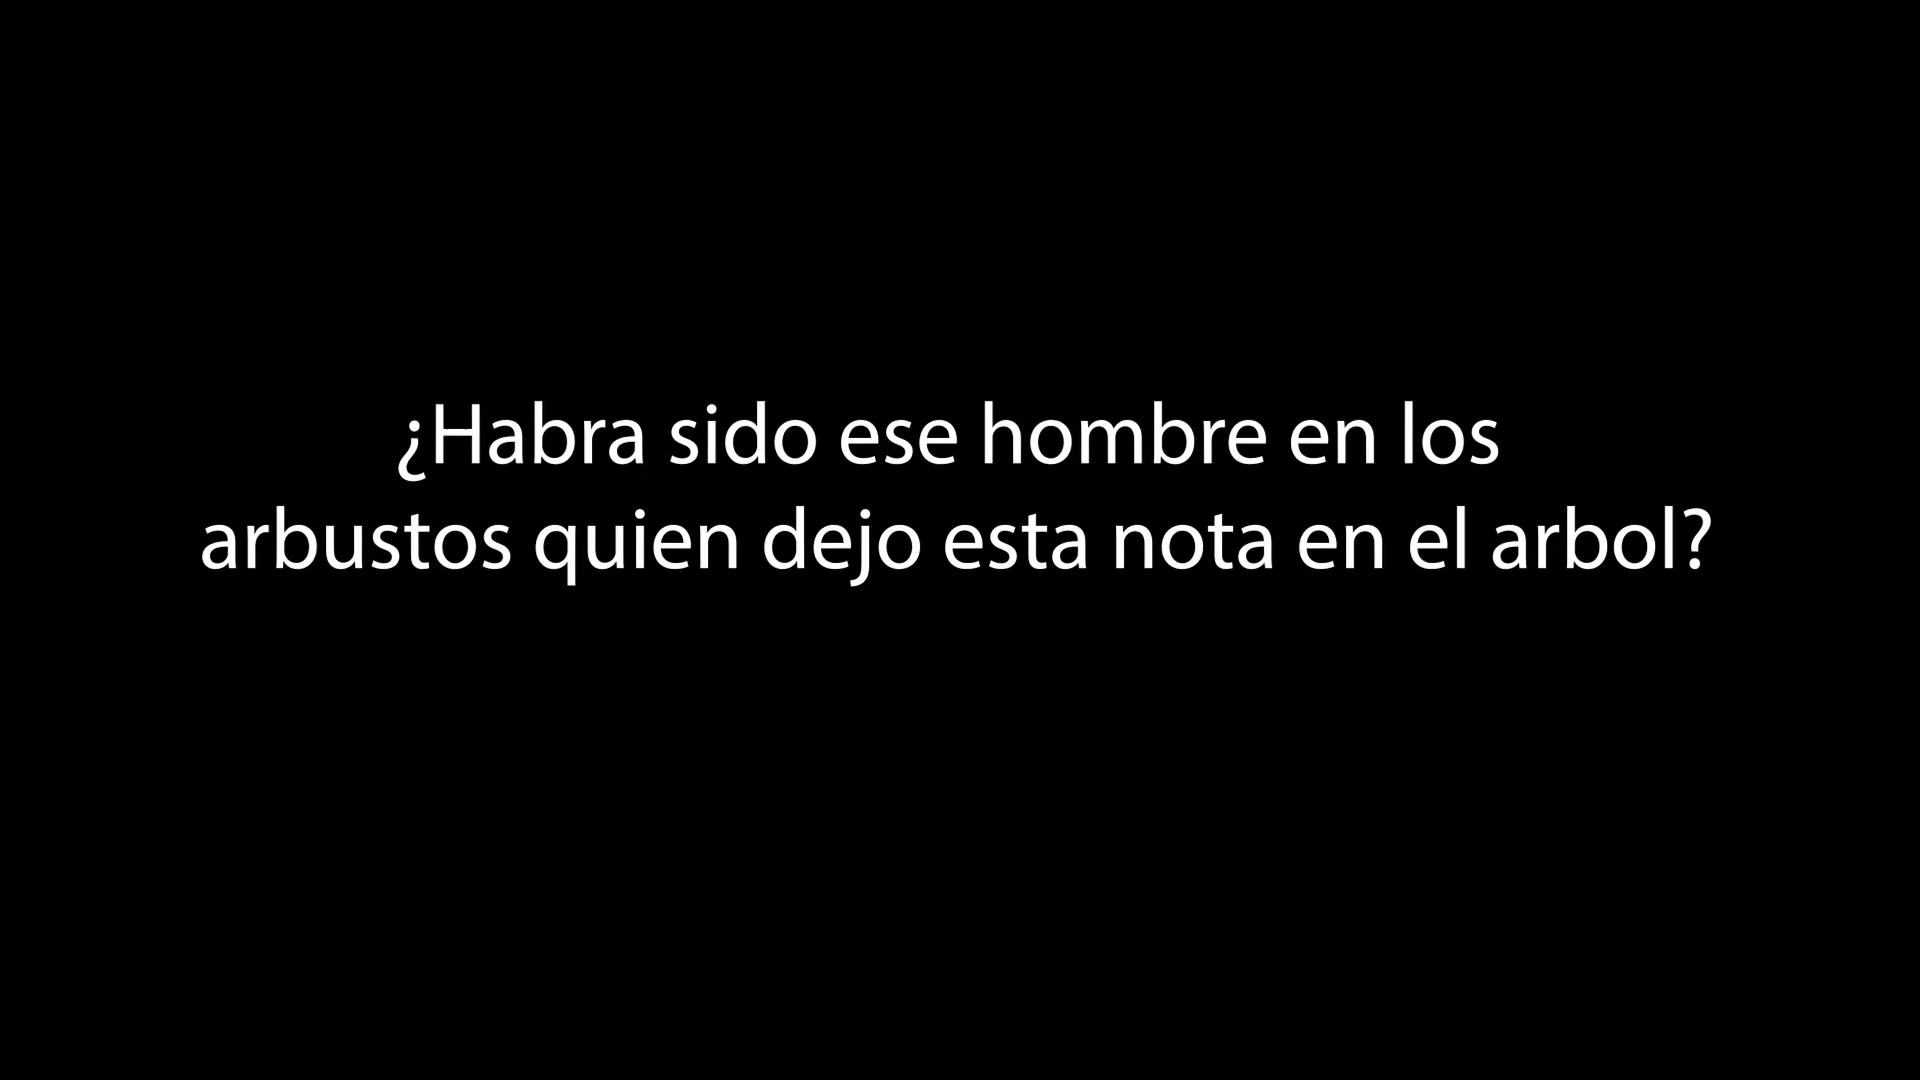 ¿Habra sido ese hombre en los
arbustos quien dejo esta nota en el arbol?